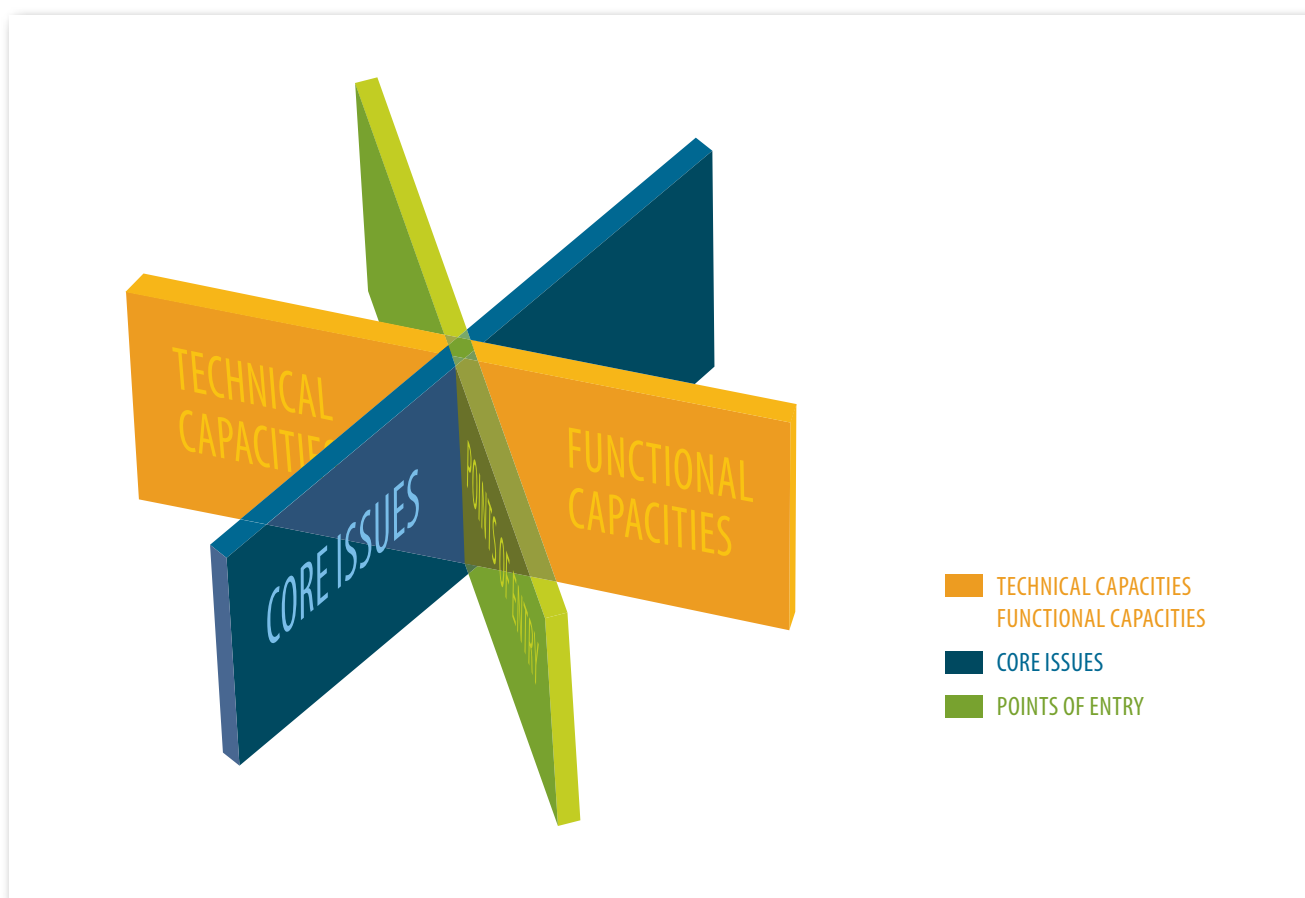 TECHNICAL
CAPACITIES
FUNCTIONAL
CAPACITIES
CORE ISSUES
POINTS OF ENTRY
TECHNICAL CAPACITIES
FUNCTIONAL CAPACITIES
CORE ISSUES
POINTS OF ENTRY